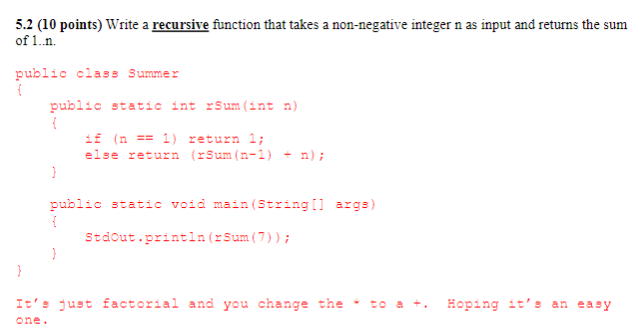 5.2 (10 points) Write a recursive function that takes a non-negative integer n as input and returns the sum
of 1..n.
public class Summer
{
public static int rSum(int n)
{
if (n == 1) return 1;
else return (rSum(n-1) + n);
}
public static void main(String[] args)
{
StdOut.println(rSum(7));
}
}
It's just factorial and you change the * to a +. Hoping it's an easy
one.